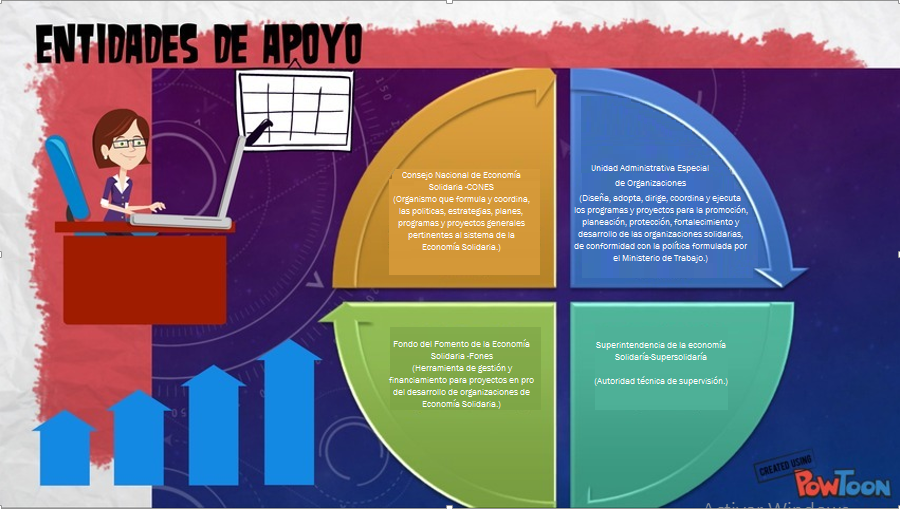 ENTIDADES DE APOYO
Consejo Nacional de Economía
Solidaria -CONES
(Organismo que formula y coordina,
las políticas, estrategias, planes,
programas y proyectos generales
pertinentes al sistema de la
Economía Solidaria.)
Unidad Administrativa Especial
de Organizaciones
(Diseña, adopta, dirige, coordina y ejecuta
los programas y proyectos para la promoción,
planeación, protección, fortalecimiento y
desarrollo de las organizaciones solidarias,
de conformidad con la política formulada por
el Ministerio de Trabajo.)
Fondo del Fomento de la Economía
Solidaria -Fones
(Herramienta de gestión y
financiamiento para proyectos en pro
del desarrollo de organizaciones de
Economía Solidaria.)
Superintendencia de la economía
Solidaría-Supersolidaría
(Autoridad técnica de supervisión.)
CREATED USING
POWTOON
Activar Windows